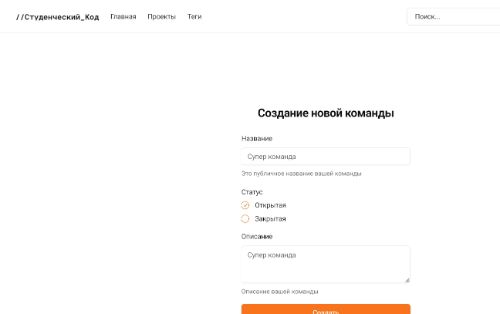 //Студенческий_Код Главная Проекты Теги Поиск...
Создание новой команды
Название
Супер команда
Это публичное название вашей команды
Статус
Открытая
Закрытая
Описание
Супер команда
Описание вашей команды
Создать